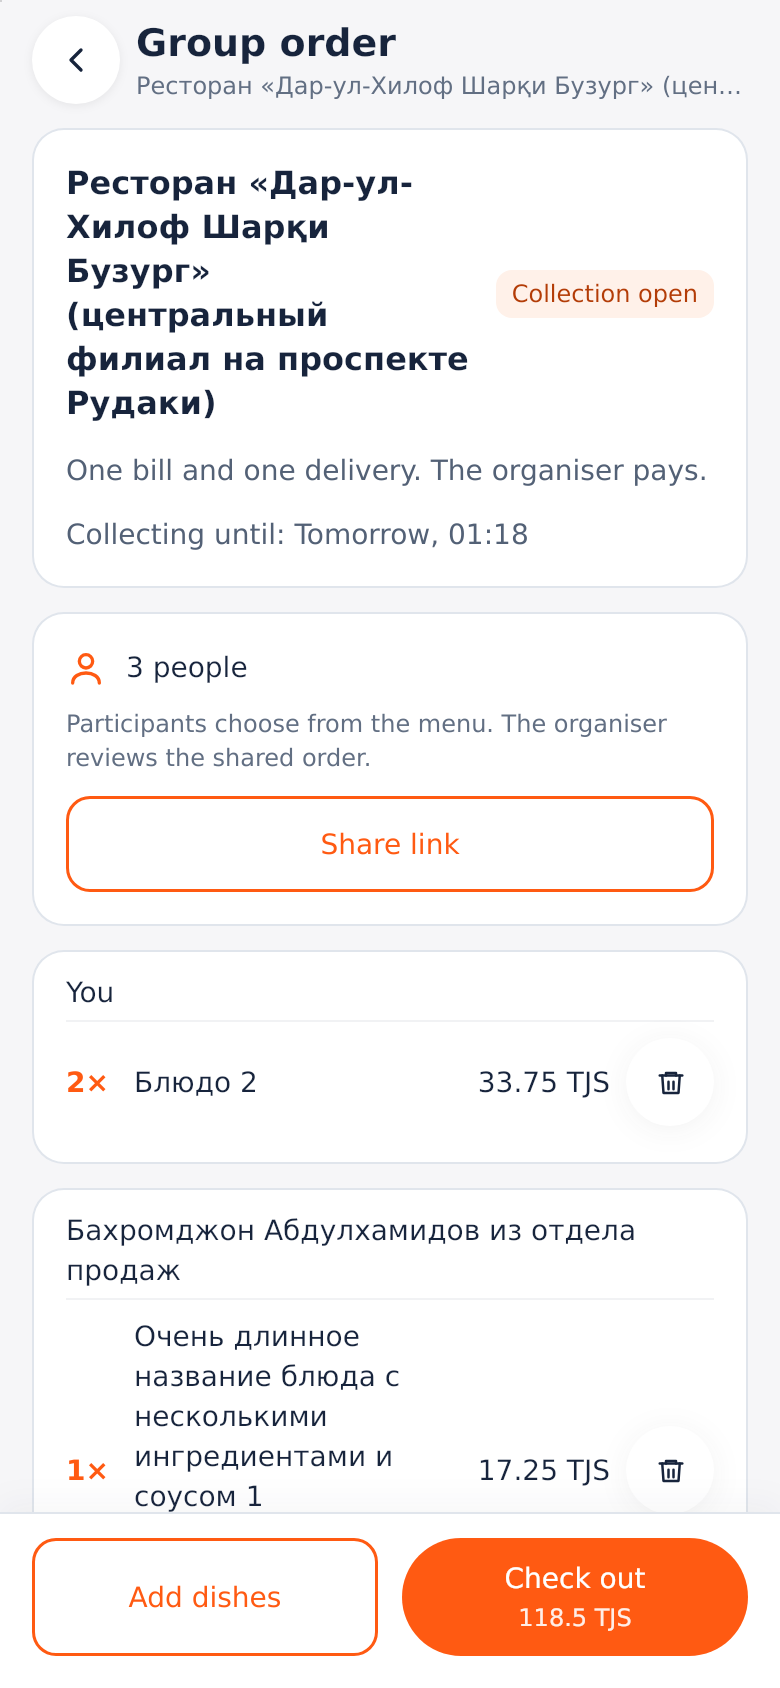 Group order
Ресторан «Дар-ул-Хилоф Шарқи Бузург» (цен...
Ресторан «Дар-ул-
Хилоф Шарқи
Бузург»
(центральный
филиал на проспекте
Рудаки)
Collection open
One bill and one delivery. The organiser pays.
Collecting until: Tomorrow, 01:18
3 people
Participants choose from the menu. The organiser
reviews the shared order.
Share link
You
2× Блюдо 2 33.75 TJS
Бахромджон Абдулхамидов из отдела
продаж
Очень длинное
название блюда с
несколькими
ингредиентами и
соусом 1
1× 17.25 TJS
Add dishes
Check out
118.5 TJS